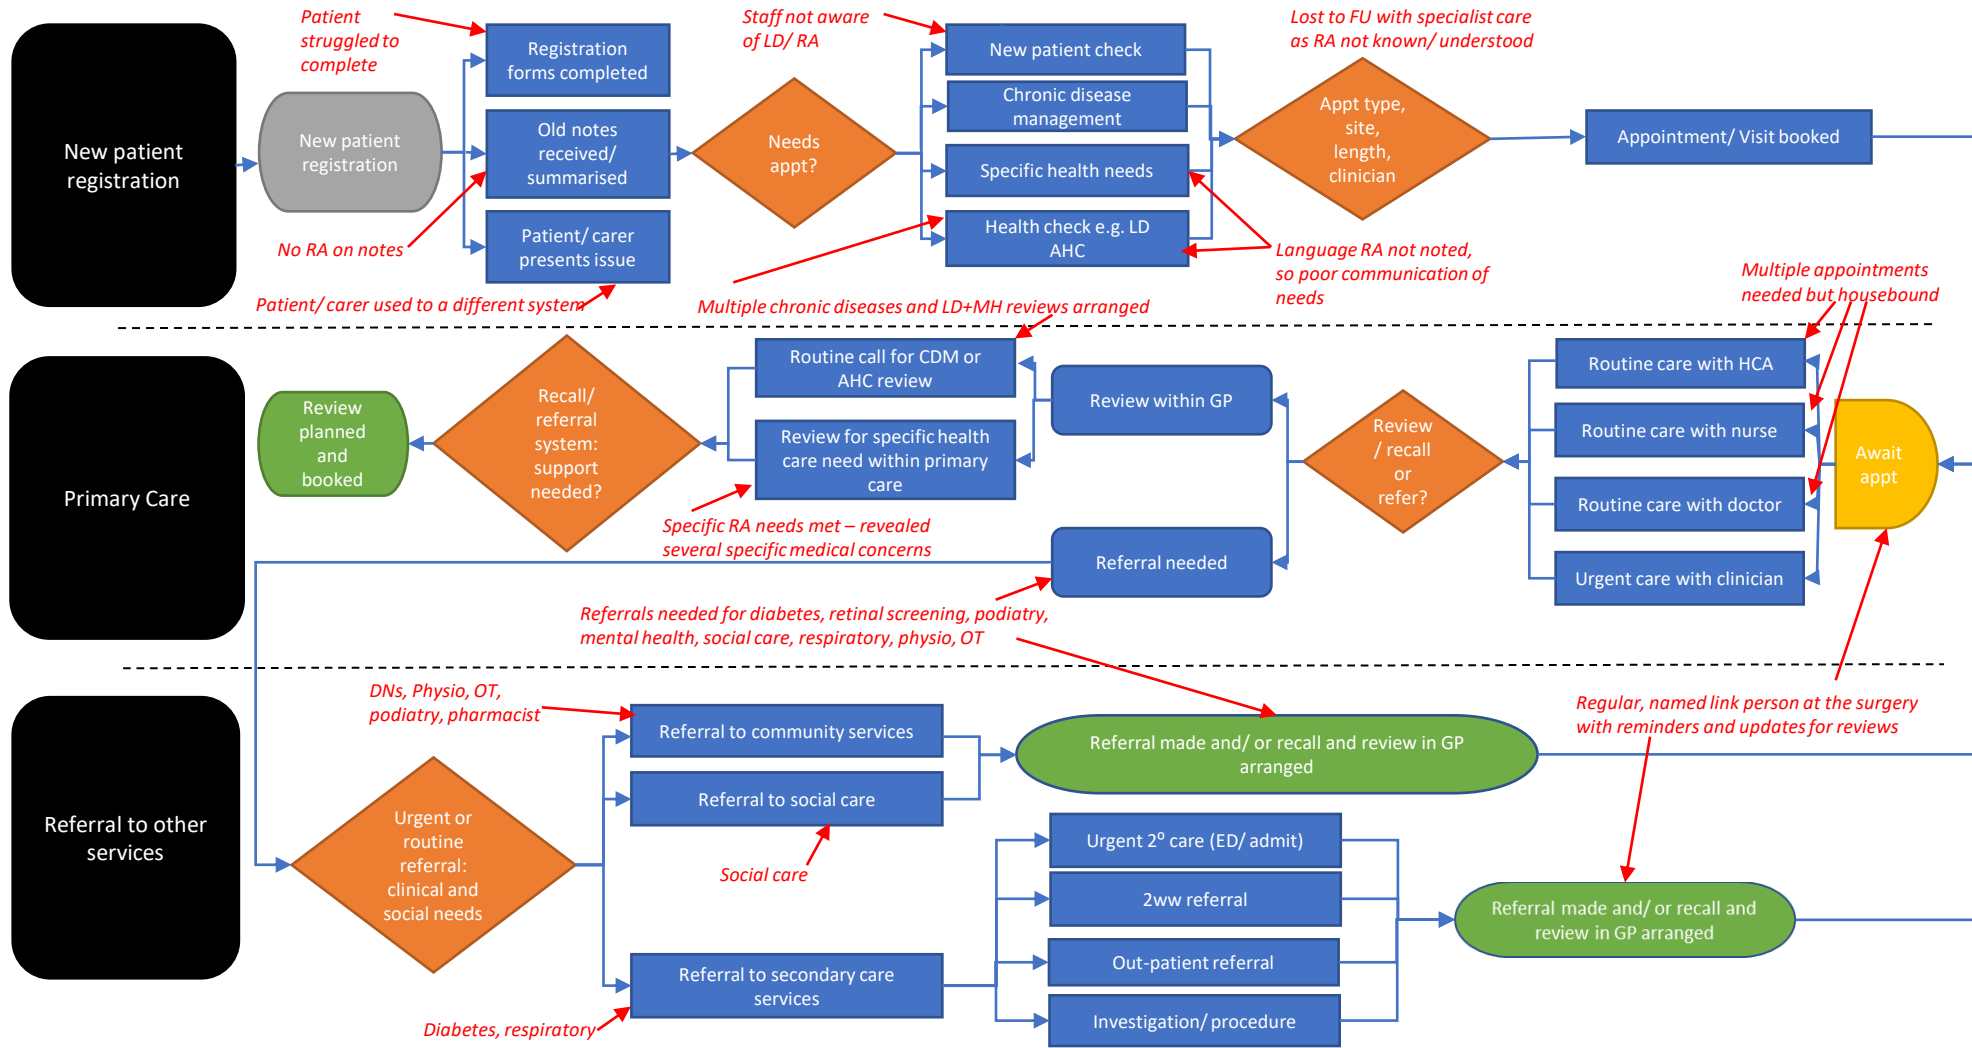 Patient
struggled to
complete
Staff not aware
of LD/ RA
Lost to FU with specialist care
as RA not known/ understood
New patient
registration
New patient
registration
Registration
forms completed
Old notes
received/
summarised
Patient/ carer
presents issue
Needs
appt?
New patient check
Chronic disease
management
Specific health needs
Health check e.g. LD
AHC
Appt type,
site,
length,
clinician
Appointment/ Visit booked
No RA on notes
Patient/ carer used to a different system
Multiple chronic diseases and LD+MH reviews arranged
Language RA not noted,
so poor communication of
needs
Multiple appointments
needed but housebound
Primary Care
Review
planned
and
booked
Recall/
referral
system:
support
needed?
Routine call for CDM or
AHC review
Review for specific health
care need within primary
care
Review within GP
Referral needed
Review
/ recall
or
refer?
Routine care with HCA
Routine care with nurse
Routine care with doctor
Urgent care with clinician
Await
appt
Specific RA needs met – revealed
several specific medical concerns
Referrals needed for diabetes, retinal screening, podiatry,
mental health, social care, respiratory, physio, OT
Referral to other
services
DNs, Physio, OT,
podiatry, pharmacist
Regular, named link person at the surgery
with reminders and updates for reviews
Urgent or
routine
referral:
clinical and
social needs
Referral to community services
Referral to social care
Social care
Referral to secondary care
services
Diabetes, respiratory
Referral made and/ or recall and review in GP
arranged
Urgent 2º care (ED/ admit)
2ww referral
Out-patient referral
Investigation/ procedure
Referral made and/ or recall and
review in GP arranged